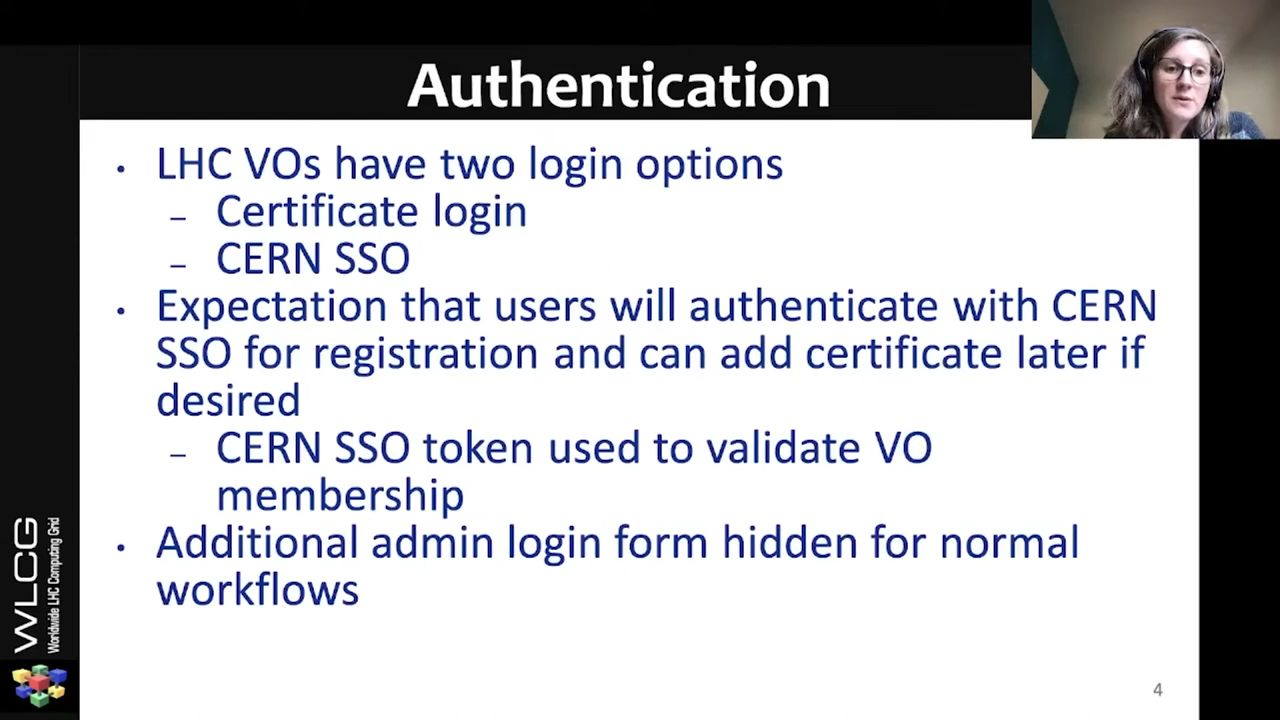 Authentication
• LHC VOs have two login options
– Certificate login
– CERN SSO
• Expectation that users will authenticate with CERN
SSO for registration and can add certificate later if
desired
– CERN SSO token used to validate VO
membership
• Additional admin login form hidden for normal
workflows
WLCG
Worldwide LHC Computing Grid
4